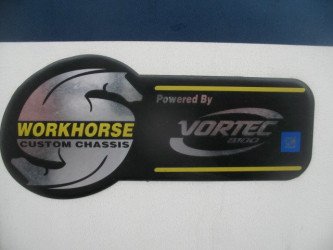 WORKHORSE
CUSTOM CHASSIS
Powered By
VORTEC
8100